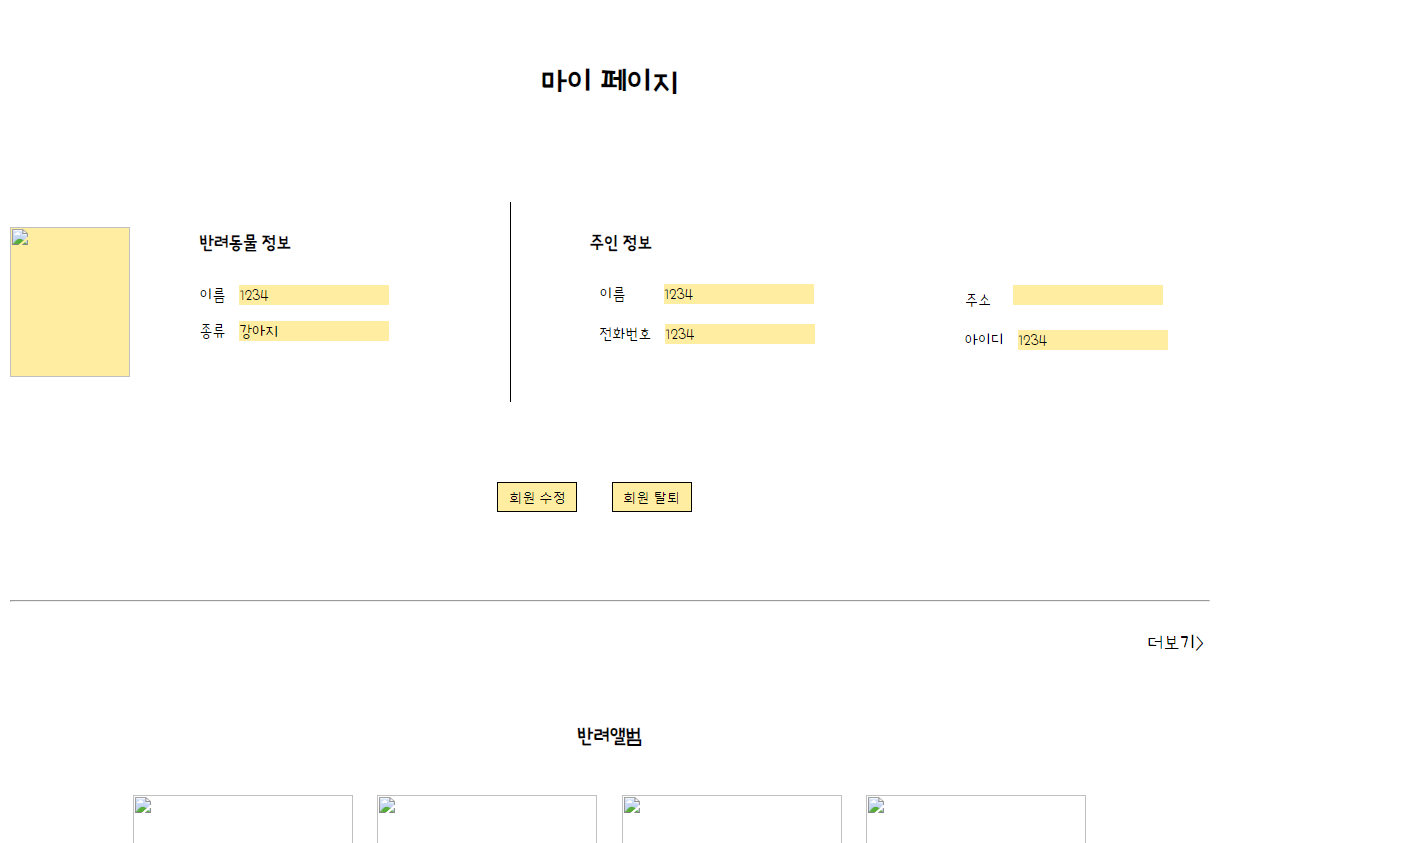 마이 페이지
반려동물 정보
이름 1234
종류 강아지
주인 정보
이름 1234
전화번호 1234
주소
아이디 1234
회원 수정 회원 탈퇴
더보기>
반려앨범